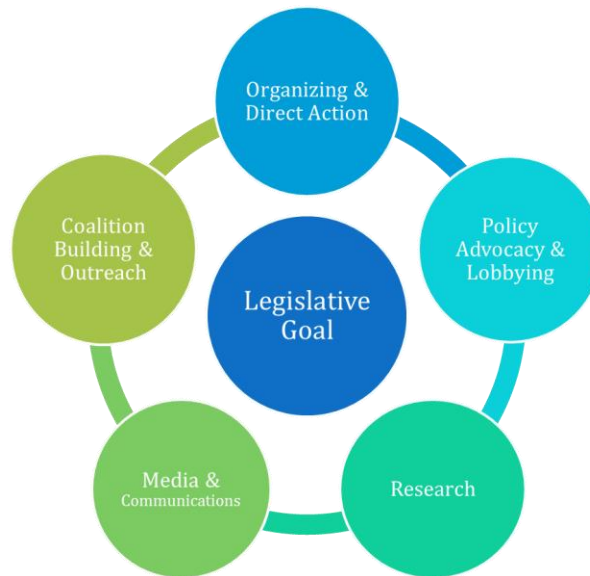 Organizing &
Direct Action
Policy
Advocacy &
Lobbying
Coalition
Building &
Outreach
Legislative
Goal
Media &
Communications
Research